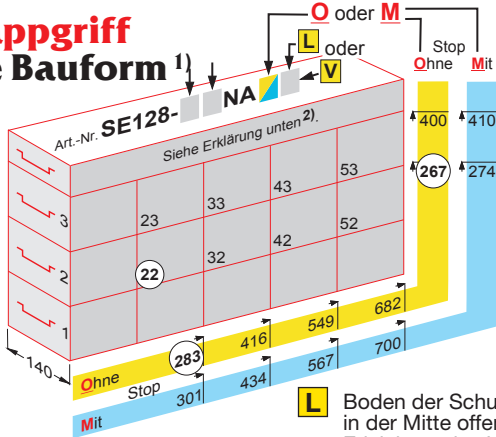 appgriff
e Bauform 1)
O oder M
L oder
V
Stop
Ohne Mit
Art.-Nr. SE128- NA
Siehe Erklärung unten 2).
400 410
267 274
3 23 33 43 53
2 22 32 42 52
1
140
Ohne 283 416 549 682
Stop
Mit 301 434 567 700
L Boden der Schu
in der Mitte offer